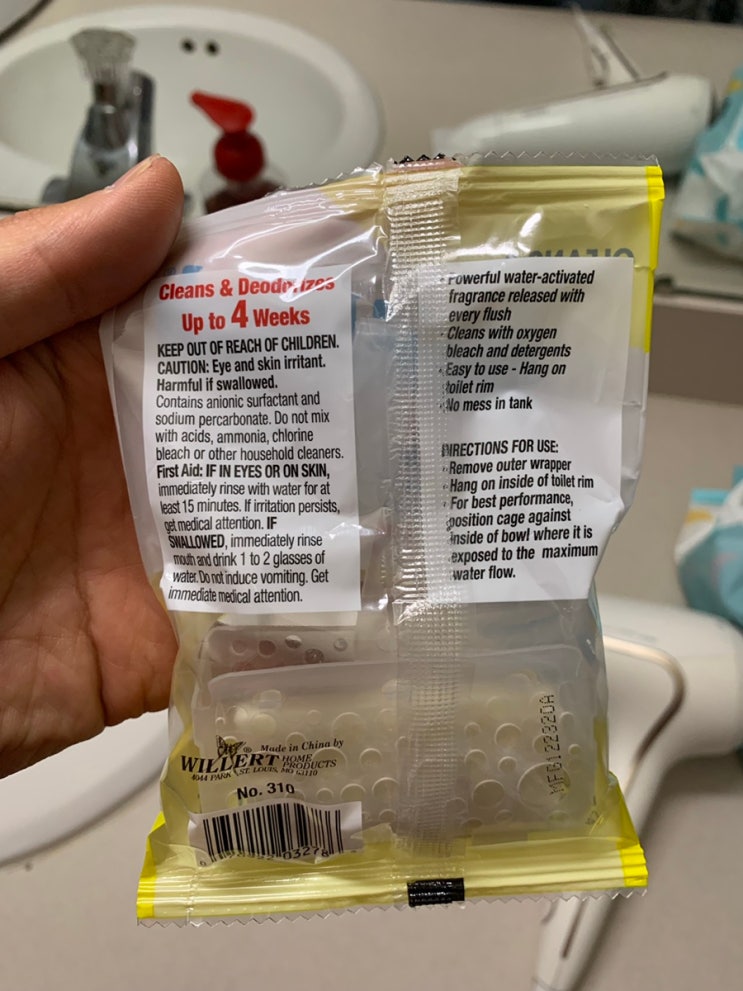 Cleans & Deodorizes
Up to 4 Weeks
KEEP OUT OF REACH OF CHILDREN.
CAUTION: Eye and skin irritant.
Harmful if swallowed.
Contains anionic surfactant and
sodium percarbonate. Do not mix
with acids, ammonia, chlorine
bleach or other household cleaners.
First Aid: IF IN EYES OR ON SKIN,
immediately rinse with water for at
least 15 minutes. If irritation persists,
get medical attention. IF
SWALLOWED, immediately rinse
mouth and drink 1 to 2 glasses of
water. Do not induce vomiting. Get
immediate medical attention.
Powerful water-activated
fragrance released with
every flush
Cleans with oxygen
bleach and detergents
Easy to use - Hang on
toilet rim
No mess in tank
DIRECTIONS FOR USE:
Remove outer wrapper
Hang on inside of toilet rim
For best performance,
position cage against
inside of bowl where it is
exposed to the maximum
water flow.
Made in China by
WILLERT HOME
PRODUCTS
4044 PARK ST. LOUIS, MO 63110
No. 310
MFG122320A